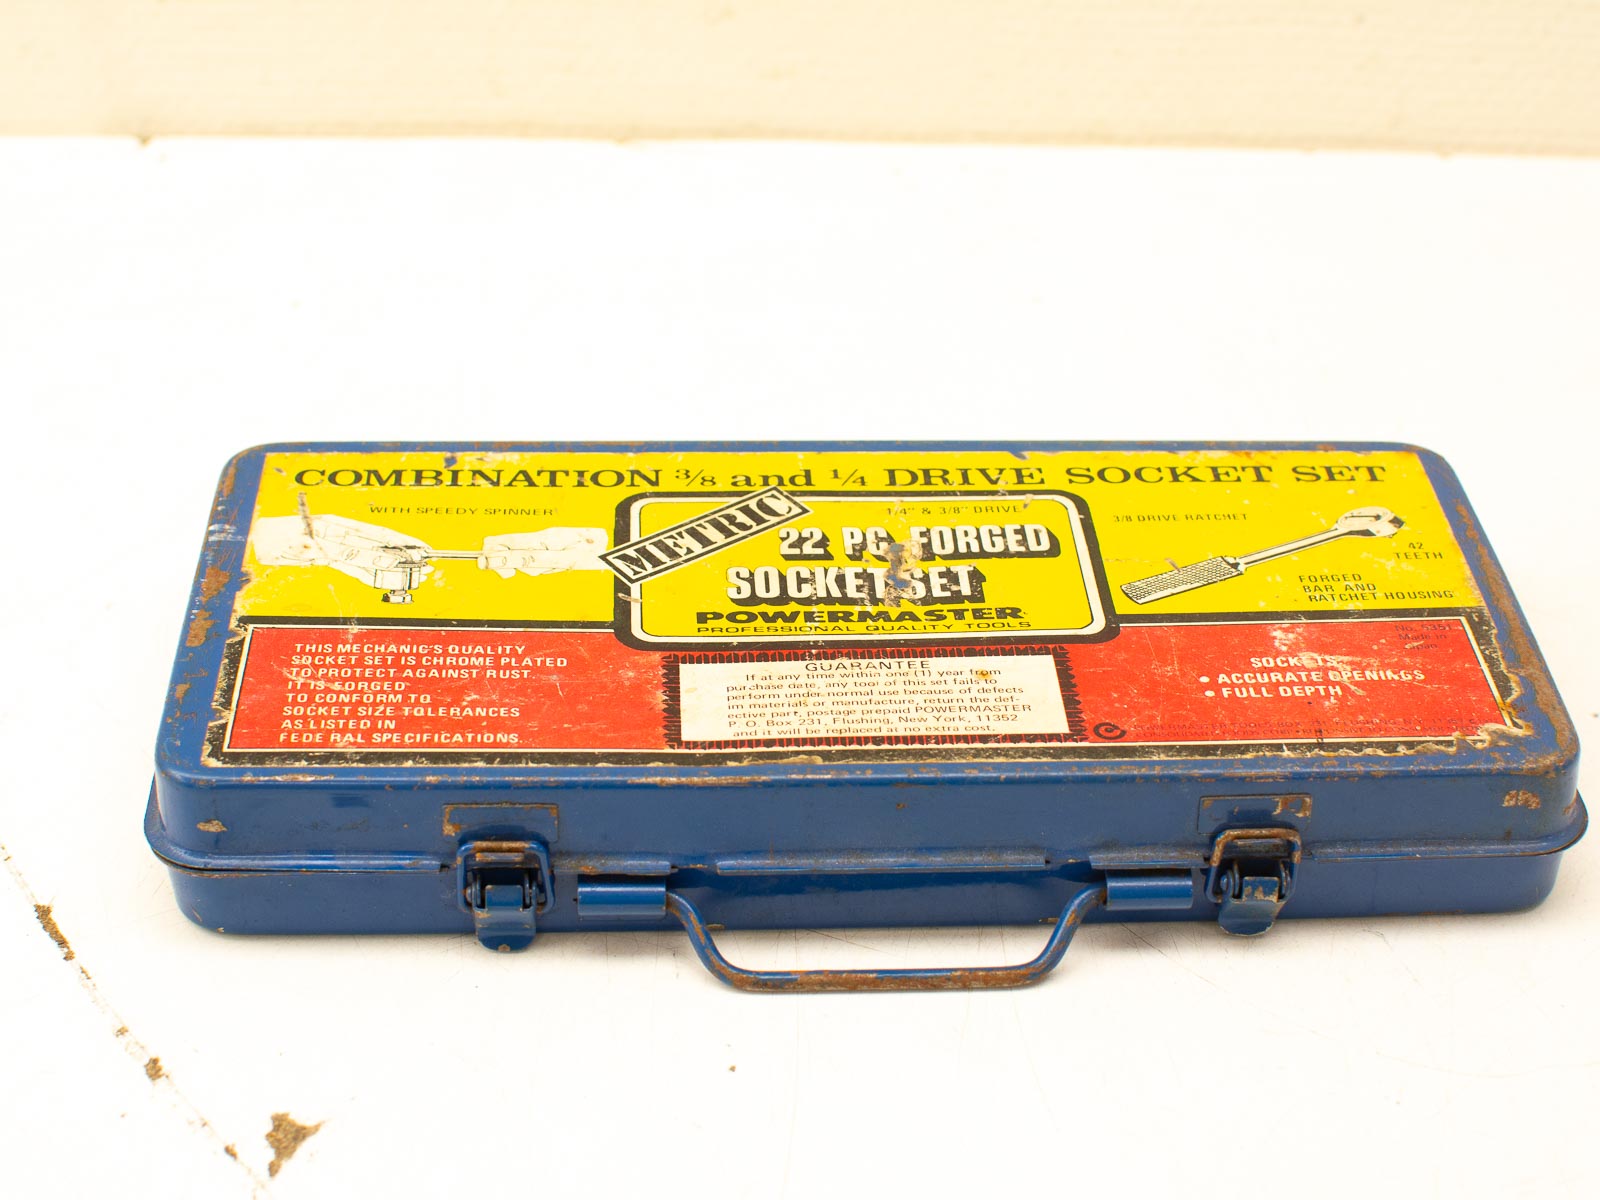 COMBINATION 3/8 and 1/4 DRIVE SOCKET SET
WITH SPEEDY SPINNER
METRIC
1/4" & 3/8" DRIVE
22 PC FORGED
SOCKET SET
POWERMASTER
PROFESSIONAL QUALITY TOOLS
3/8 DRIVE RATCHET
42
TEETH
FORGED
BAR AND
RATCHET HOUSING
THIS MECHANIC'S QUALITY
SOCKET SET IS CHROME PLATED
TO PROTECT AGAINST RUST.
IT IS FORGED
TO CONFORM TO
SOCKET SIZE TOLERANCES
AS LISTED IN
FEDERAL SPECIFICATIONS.
GUARANTEE
If at any time within one (1) year from
purchase date, any tool of this set fails to
perform under normal use because of defects
im materials or manufacture, return the def-
ective part, postage prepaid POWERMASTER
P. O. Box 231, Flushing, New York, 11352
and it will be replaced at no extra cost.
Made in
SOCKETS
• ACCURATE OPENINGS
• FULL DEPTH